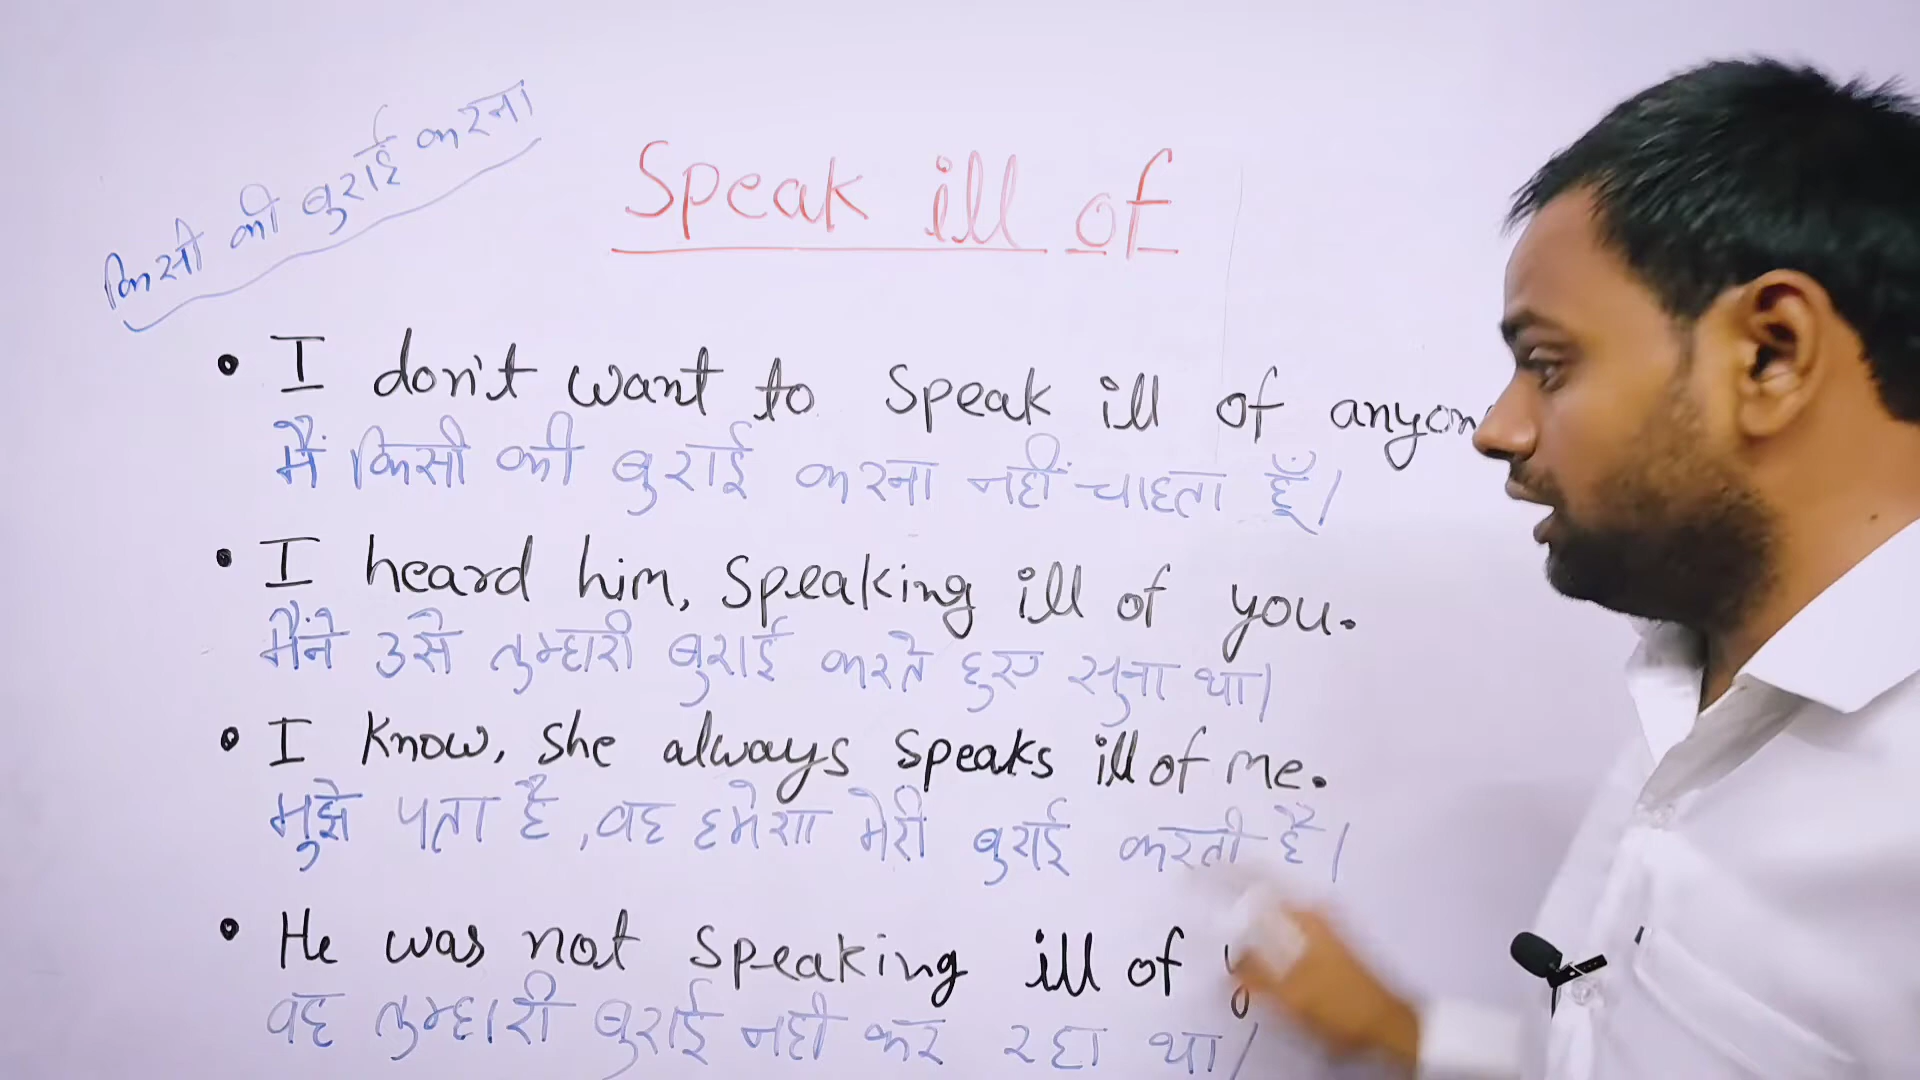 किसी की बुराई करना
Speak ill of
• I don't want to speak ill of anyon
मैं किसी की बुराई करना नहीं चाहता हूँ।
• I heard him, speaking ill of you.
मैंने उसे तुम्हारी बुराई करते हुए सुना था।
• I know, she always speaks ill of me.
मुझे पता है, वह हमेशा मेरी बुराई करती है।
• He was not speaking ill of y
वह तुम्हारी बुराई नहीं कर रहा था।